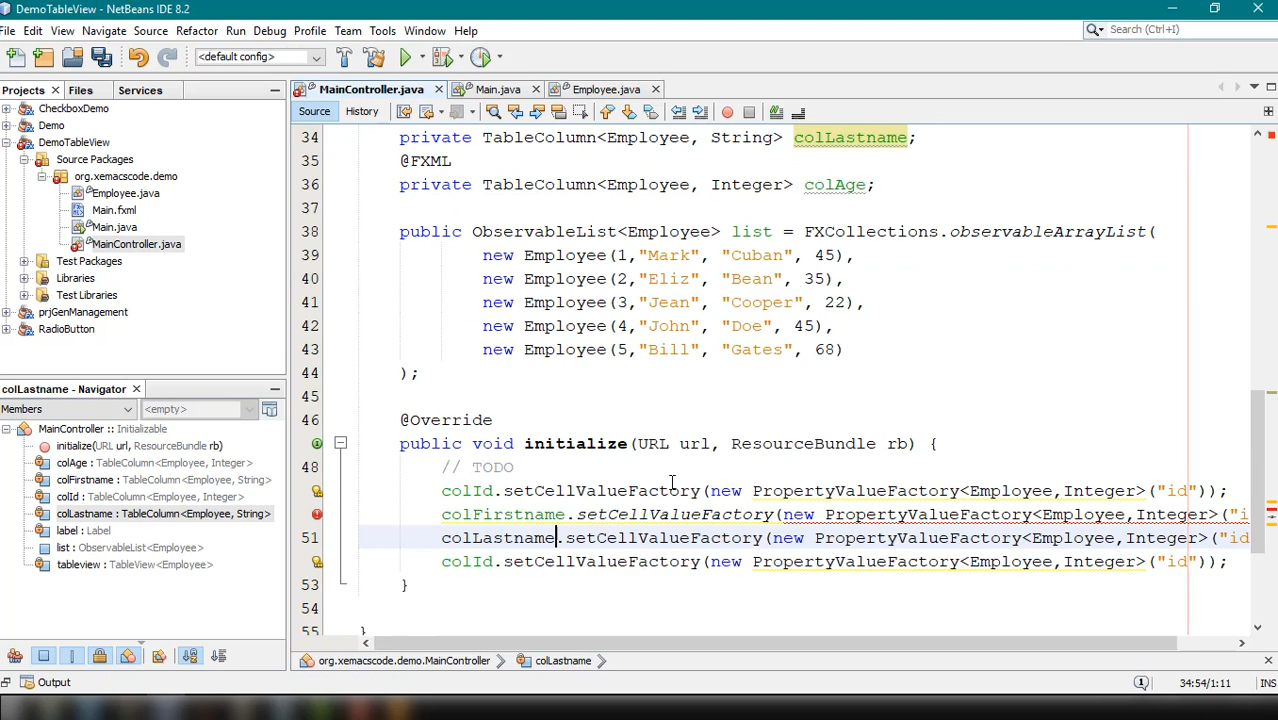 DemoTableView - NetBeans IDE 8.2
File Edit View Navigate Source Refactor Run Debug Profile Team Tools Window Help
Search (Ctrl+I)
<default config>
Projects Files Services
MainController.java Main.java Employee.java
Source History
CheckboxDemo
Demo
DemoTableView
Source Packages
org.xemacscode.demo
Employee.java
Main.fxml
Main.java
MainController.java
Test Packages
Libraries
Test Libraries
prjGenManagement
RadioButton
colLastname - Navigator
Members <empty>
MainController :: Initializable
initialize(URL url, ResourceBundle rb)
colAge : TableColumn<Employee, Integer>
colFirstname : TableColumn<Employee, String>
colId : TableColumn<Employee, Integer>
colLastname : TableColumn<Employee, String>
label : Label
list : ObservableList<Employee>
tableview : TableView<Employee>
34 private TableColumn<Employee, String> colLastname;
35 @FXML
36 private TableColumn<Employee, Integer> colAge;
37
38 public ObservableList<Employee> list = FXCollections.observableArrayList(
39 new Employee(1,"Mark", "Cuban", 45),
40 new Employee(2,"Eliz", "Bean", 35),
41 new Employee(3,"Jean", "Cooper", 22),
42 new Employee(4,"John", "Doe", 45),
43 new Employee(5,"Bill", "Gates", 68)
44 );
45
46 @Override
public void initialize(URL url, ResourceBundle rb) {
48 // TODO
colId.setCellValueFactory(new PropertyValueFactory<Employee,Integer>("id"));
colFirstname.setCellValueFactory(new PropertyValueFactory<Employee,Integer>("i
51 colLastname.setCellValueFactory(new PropertyValueFactory<Employee,Integer>("id
colId.setCellValueFactory(new PropertyValueFactory<Employee,Integer>("id"));
53 }
54
55 }
org.xemacscode.demo.MainController colLastname
Output
34:54/1:11 INS